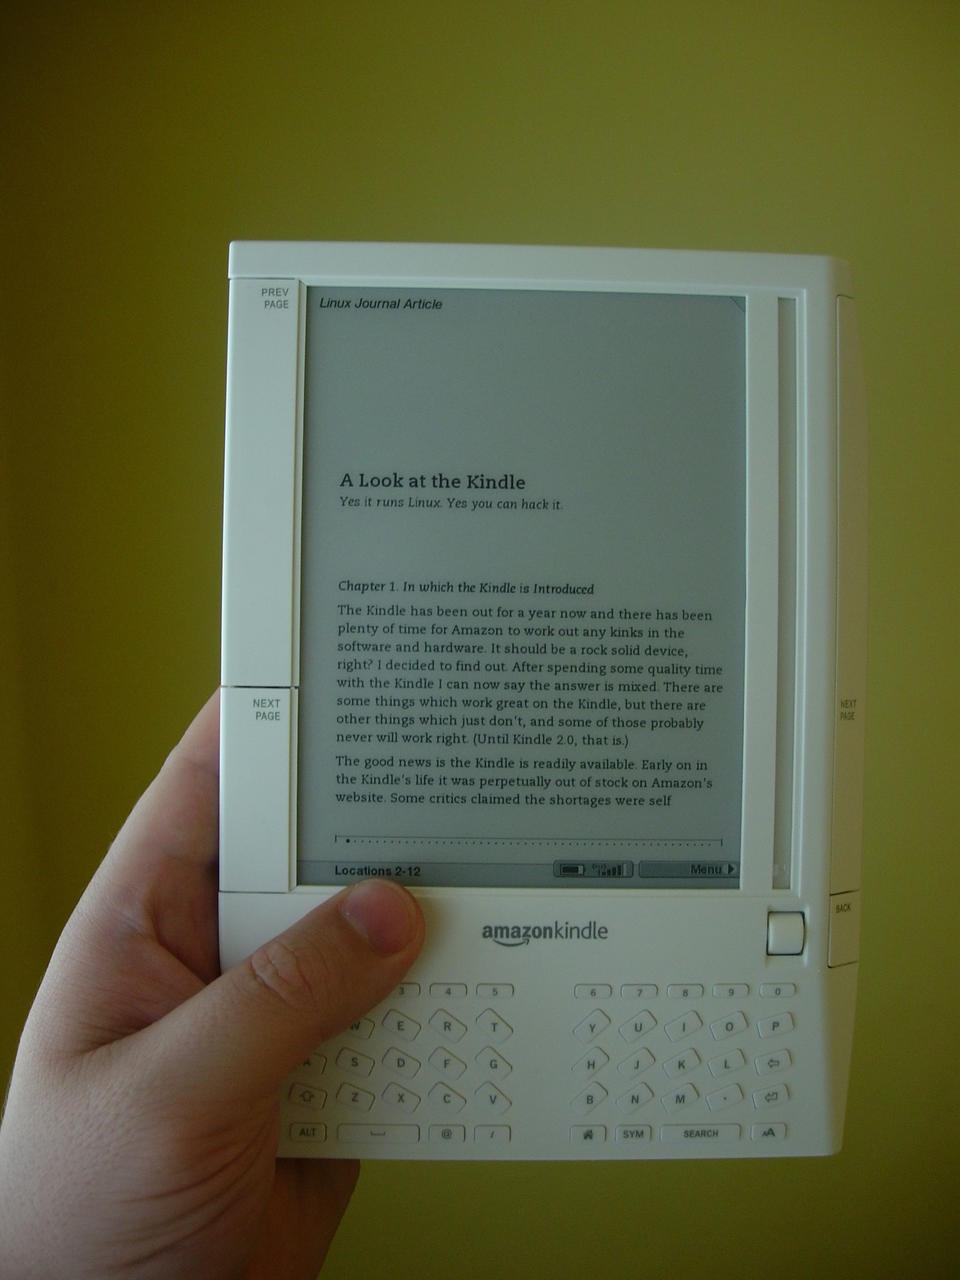 PREV
PAGE
Linux Journal Article
A Look at the Kindle
Yes it runs Linux. Yes you can hack it.
Chapter 1. In which the Kindle is Introduced
The Kindle has been out for a year now and there has been
plenty of time for Amazon to work out any kinks in the
software and hardware. It should be a rock solid device,
right? I decided to find out. After spending some quality time
with the Kindle I can now say the answer is mixed. There are
some things which work great on the Kindle, but there are
other things which just don't, and some of those probably
never will work right. (Until Kindle 2.0, that is.)
The good news is the Kindle is readily available. Early on in
the Kindle's life it was perpetually out of stock on Amazon's
website. Some critics claimed the shortages were self
NEXT
PAGE
NEXT
PAGE
Locations 2-12
Menu
BACK
amazonkindle
3 4 5 6 7 8 9 0
W E R T Y U I O P
A S D F G H J K L
Z X C V B N M .
ALT @ / SYM SEARCH AA